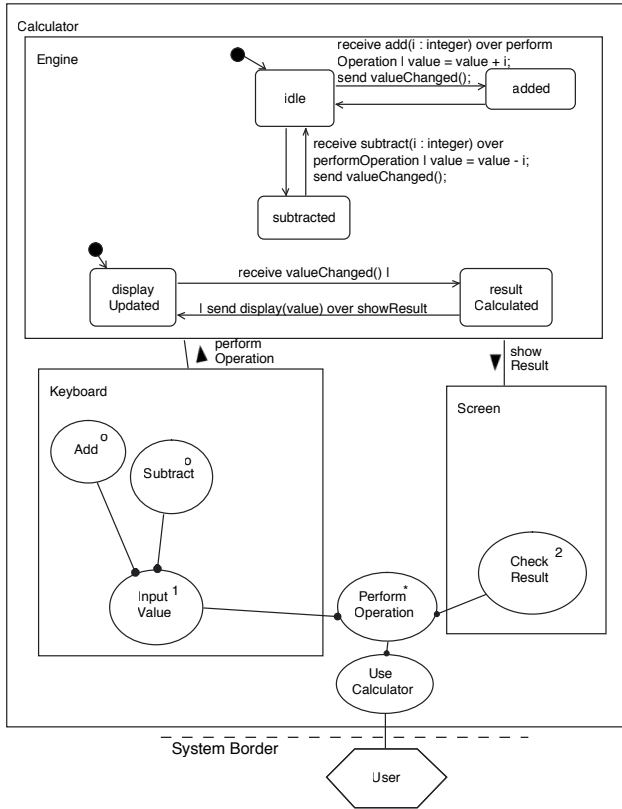 Calculator
Engine
receive add(i : integer) over perform
Operation | value = value + i;
send valueChanged();
idle
added
receive subtract(i : integer) over
performOperation | value = value - i;
send valueChanged();
subtracted
display
Updated
receive valueChanged() |
result
Calculated
| send display(value) over showResult
perform
Operation
show
Result
Keyboard
Screen
Add o
Subtract o
Input 1
Value
Perform *
Operation
Check 2
Result
Use
Calculator
System Border
User